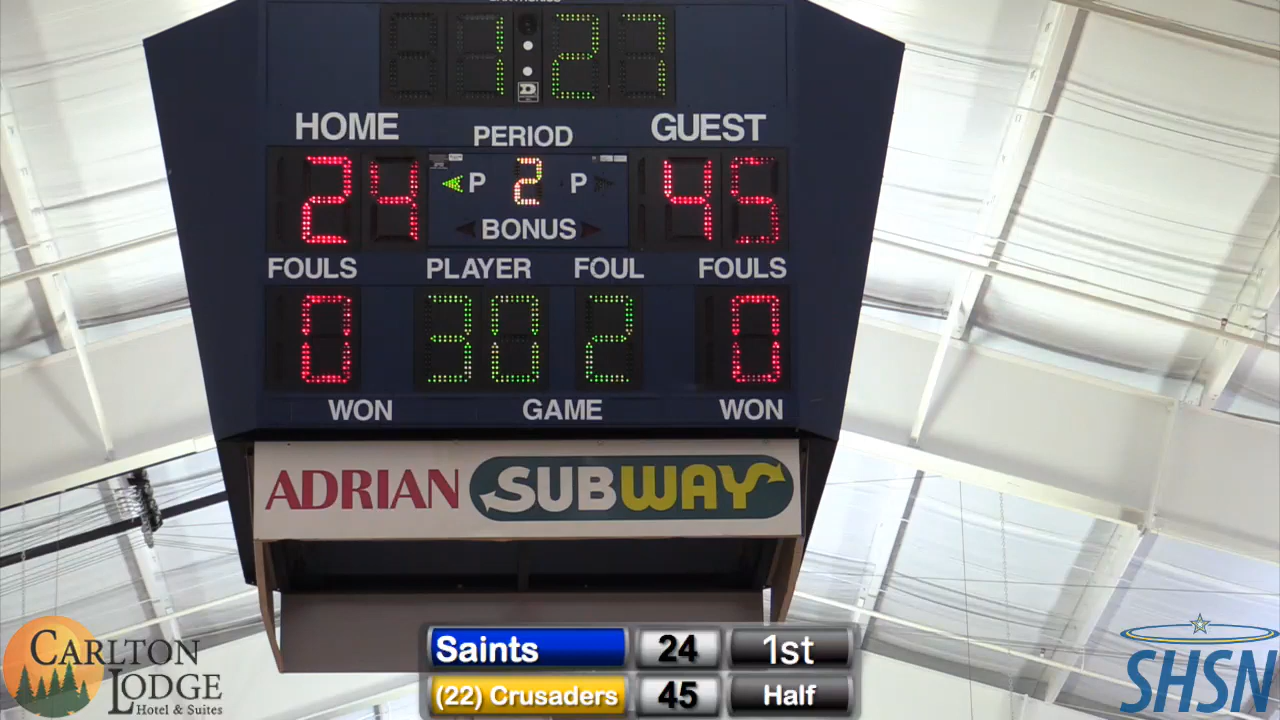 1:27
D
HOME PERIOD GUEST
24 P 2 P 45
BONUS
FOULS PLAYER FOUL FOULS
0 30 2 0
WON GAME WON
ADRIAN SUBWAY
Saints 24 1st
(22) Crusaders 45 Half
CARLTON
LODGE
Hotel & Suites
SHSN